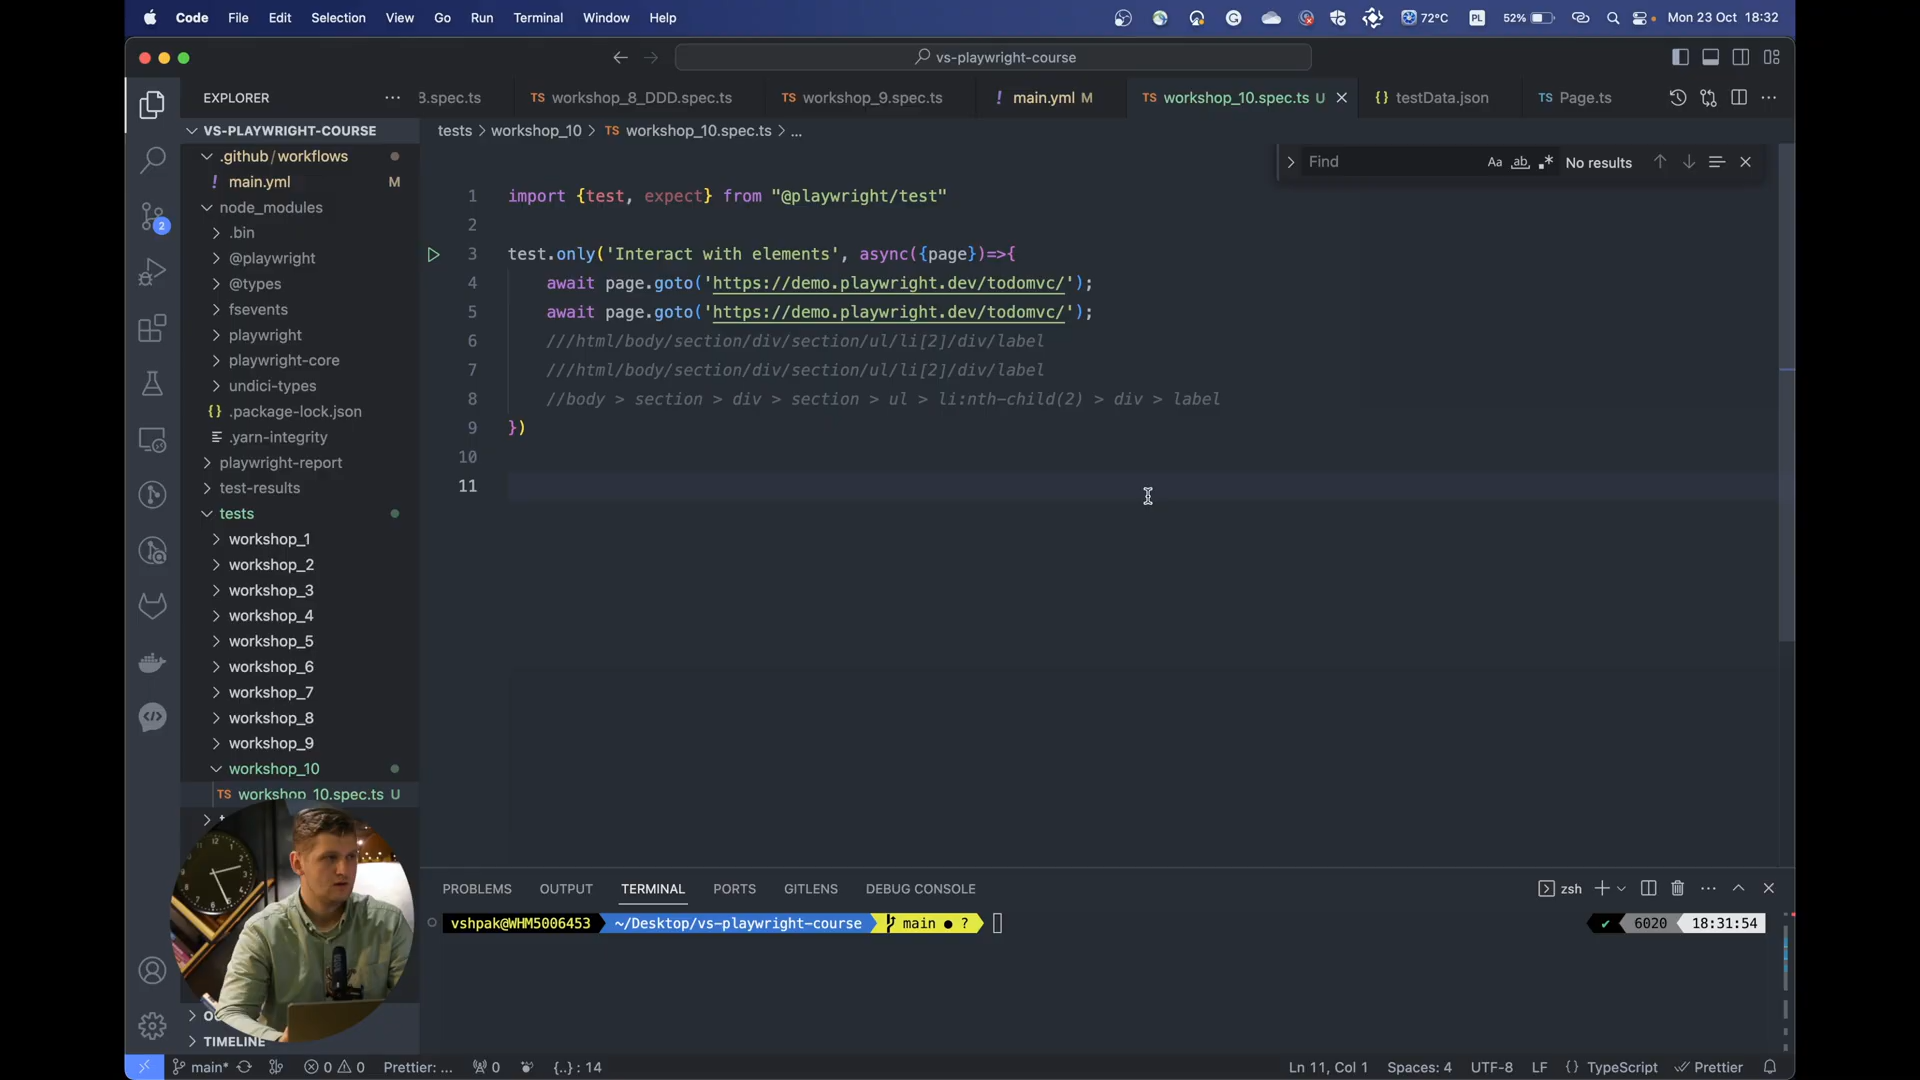 Code File Edit Selection View Go Run Terminal Window Help
72°C PL 52% Mon 23 Oct 18:32
vs-playwright-course
EXPLORER
8.spec.ts TS workshop_8_DDD.spec.ts TS workshop_9.spec.ts ! main.yml M TS workshop_10.spec.ts U {} testData.json TS Page.ts
VS-PLAYWRIGHT-COURSE
tests > workshop_10 > TS workshop_10.spec.ts > ...
.github/workflows
! main.yml M
node_modules
.bin
@playwright
@types
fsevents
playwright
playwright-core
undici-types
{} .package-lock.json
.yarn-integrity
playwright-report
test-results
tests
workshop_1
workshop_2
workshop_3
workshop_4
workshop_5
workshop_6
workshop_7
workshop_8
workshop_9
workshop_10
TS workshop_10.spec.ts U
TIMELINE
Find Aa ab No results
1 import {test, expect} from "@playwright/test"
2
3 test.only('Interact with elements', async({page})=>{
4 await page.goto('https://demo.playwright.dev/todomvc/');
5 await page.goto('https://demo.playwright.dev/todomvc/');
6 ///html/body/section/div/section/ul/li[2]/div/label
7 ///html/body/section/div/section/ul/li[2]/div/label
8 //body > section > div > section > ul > li:nth-child(2) > div > label
9 })
10
11
PROBLEMS OUTPUT TERMINAL PORTS GITLENS DEBUG CONSOLE
zsh
vshpak@WHM5006453 ~/Desktop/vs-playwright-course main ● ?
6020 18:31:54
main* 0 0 Prettier: ... 0 {..} : 14
Ln 11, Col 1 Spaces: 4 UTF-8 LF {} TypeScript Prettier